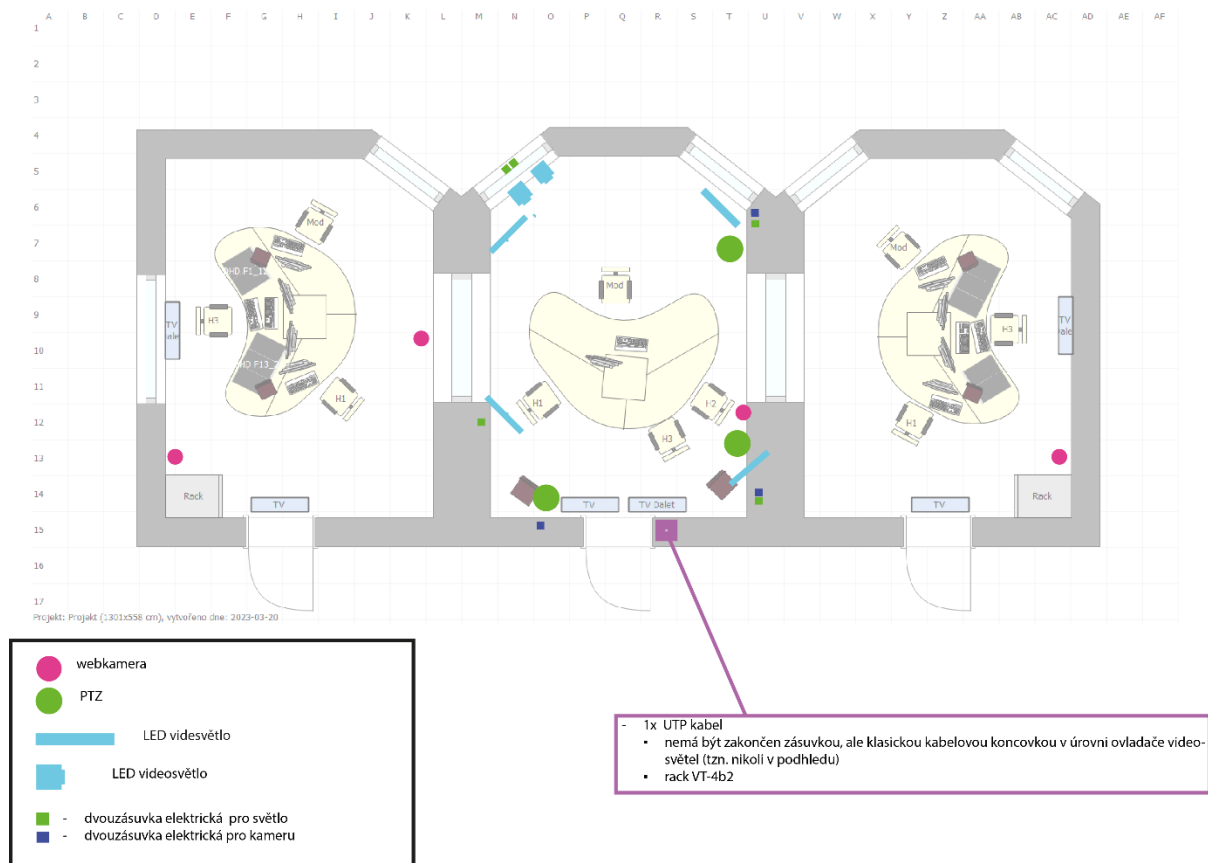 A B C D E F G H I J K L M N O P Q R S T U V W X Y Z AA AB AC AD AE AF
1
2
3
4
5
6
7
8
9
10
11
12
13
14
15
16
17
Mod
H3
H1
TV
Rack
TV
Mod
H1
H2
H3
TV
TV Dalet
Mod
H3
H1
TV
TV
Rack
Projekt: Projekt (1301x558 cm), vytvořeno dne: 2023-03-20
webkamera
PTZ
LED videsvětlo
LED videosvětlo
- dvouzásuvka elektrická pro světlo
- dvouzásuvka elektrická pro kameru
- 1x UTP kabel
▪ nemá být zakončen zásuvkou, ale klasickou kabelovou koncovkou v úrovni ovladače video-
světel (tzn. nikoli v podhledu)
▪ rack VT-4b2